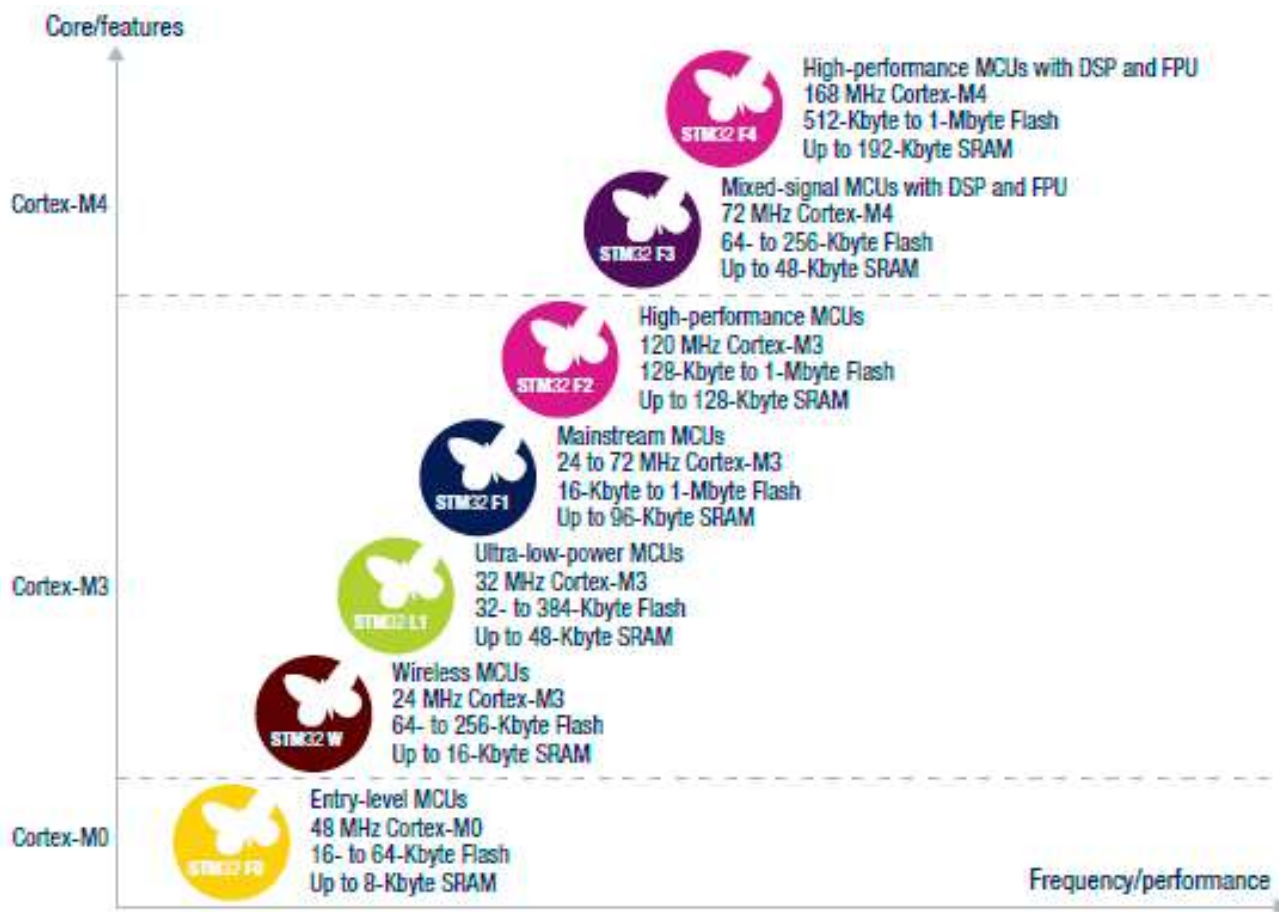 Core/features
High-performance MCUs with DSP and FPU
168 MHz Cortex-M4
512-Kbyte to 1-Mbyte Flash
Up to 192-Kbyte SRAM
STM32 F4
Cortex-M4
Mixed-signal MCUs with DSP and FPU
72 MHz Cortex-M4
64- to 256-Kbyte Flash
Up to 48-Kbyte SRAM
STM32 F3
High-performance MCUs
120 MHz Cortex-M3
128-Kbyte to 1-Mbyte Flash
Up to 128-Kbyte SRAM
STM32 F2
Mainstream MCUs
24 to 72 MHz Cortex-M3
16-Kbyte to 1-Mbyte Flash
Up to 96-Kbyte SRAM
STM32 F1
Ultra-low-power MCUs
32 MHz Cortex-M3
32- to 384-Kbyte Flash
Up to 48-Kbyte SRAM
STM32 L1
Cortex-M3
Wireless MCUs
24 MHz Cortex-M3
64- to 256-Kbyte Flash
Up to 16-Kbyte SRAM
STM32 W
Entry-level MCUs
48 MHz Cortex-M0
16- to 64-Kbyte Flash
Up to 8-Kbyte SRAM
STM32 F0
Cortex-M0
Frequency/performance